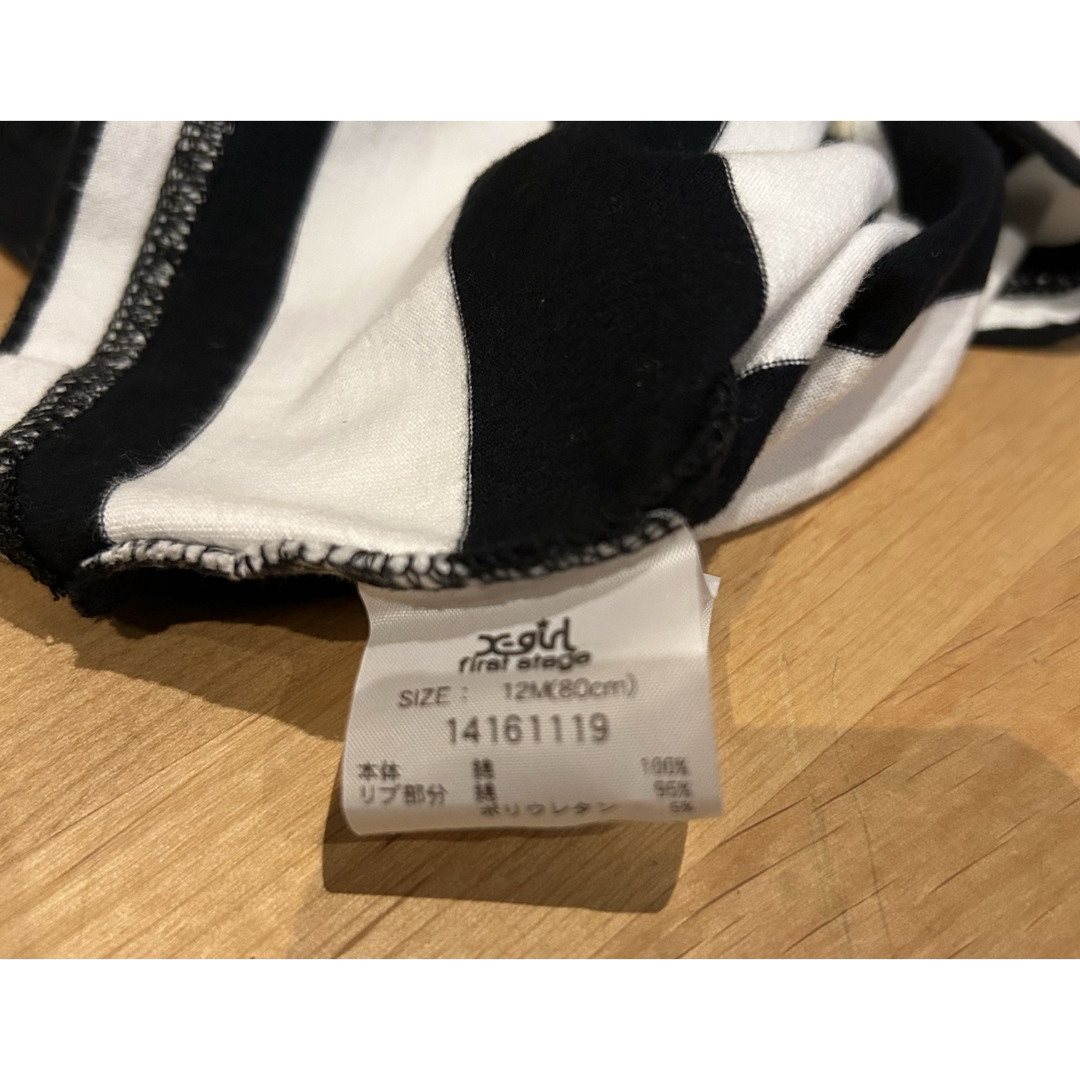 X-girl
first stage
SIZE : 12M(80cm)
14161119
本体 綿 100%
リブ部分 綿 95%
ポリウレタン 5%